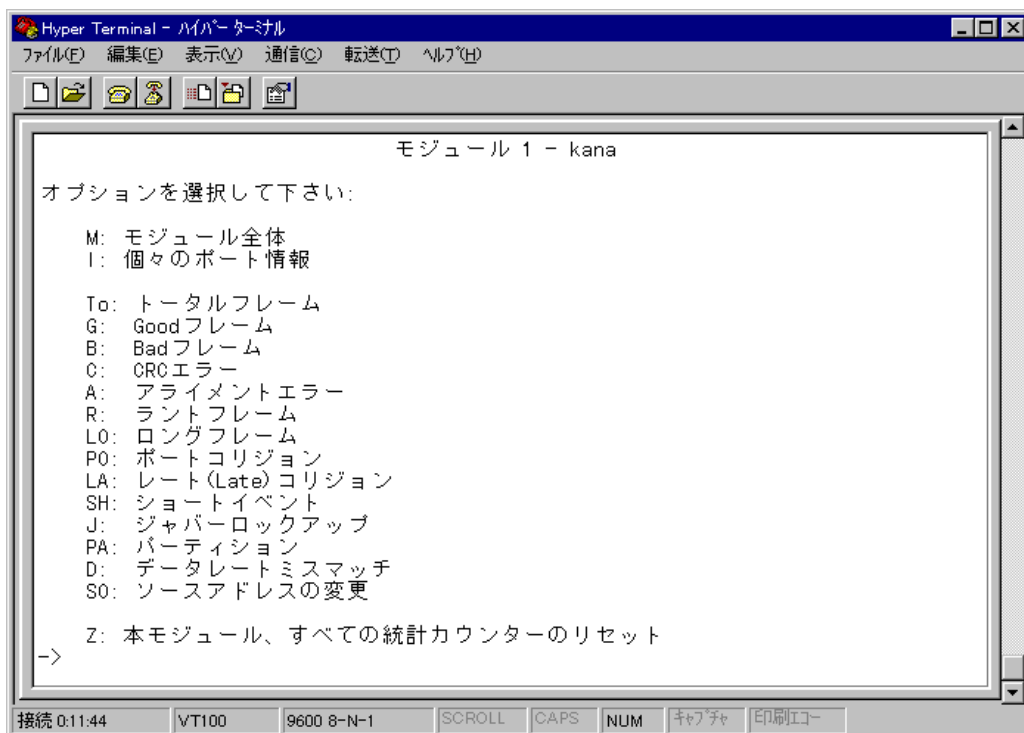 Hyper Terminal - ﾊｲﾊﾟｰ ﾀｰﾐﾅﾙ
ﾌｧｲﾙ(F) 編集(E) 表示(V) 通信(C) 転送(T) ﾍﾙﾌﾟ(H)
モジュール 1 - kana
オプションを選択して下さい:
M: モジュール全体
I: 個々のポート情報
To: トータルフレーム
G: Goodフレーム
B: Badフレーム
C: CRCエラー
A: アライメントエラー
R: ラントフレーム
LO: ロングフレーム
PO: ポートコリジョン
LA: レート(Late)コリジョン
SH: ショートイベント
J: ジャバーロックアップ
PA: パーティション
D: データレートミスマッチ
SO: ソースアドレスの変更
Z: 本モジュール、すべての統計カウンターのリセット
->
接続 0:11:44 VT100 9600 8-N-1 SCROLL CAPS NUM ｷｬﾌﾟﾁｬ 印刷ｴｺｰ